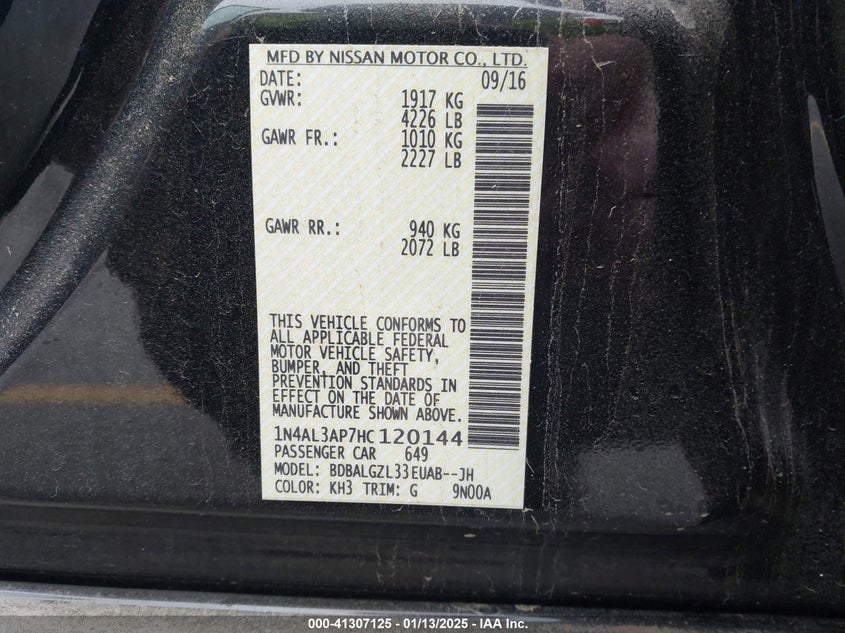 MFD BY NISSAN MOTOR CO., LTD.
DATE: 09/16
GVWR: 1917 KG
4226 LB
GAWR FR.: 1010 KG
2227 LB
GAWR RR.: 940 KG
2072 LB
THIS VEHICLE CONFORMS TO
ALL APPLICABLE FEDERAL
MOTOR VEHICLE SAFETY,
BUMPER, AND THEFT
PREVENTION STANDARDS IN
EFFECT ON THE DATE OF
MANUFACTURE SHOWN ABOVE.
1N4AL3AP7HC120144
PASSENGER CAR 649
MODEL: BDBALGZL33EUAB--JH
COLOR: KH3 TRIM: G 9N00A
000-41307125 - 01/13/2025 - IAA Inc.